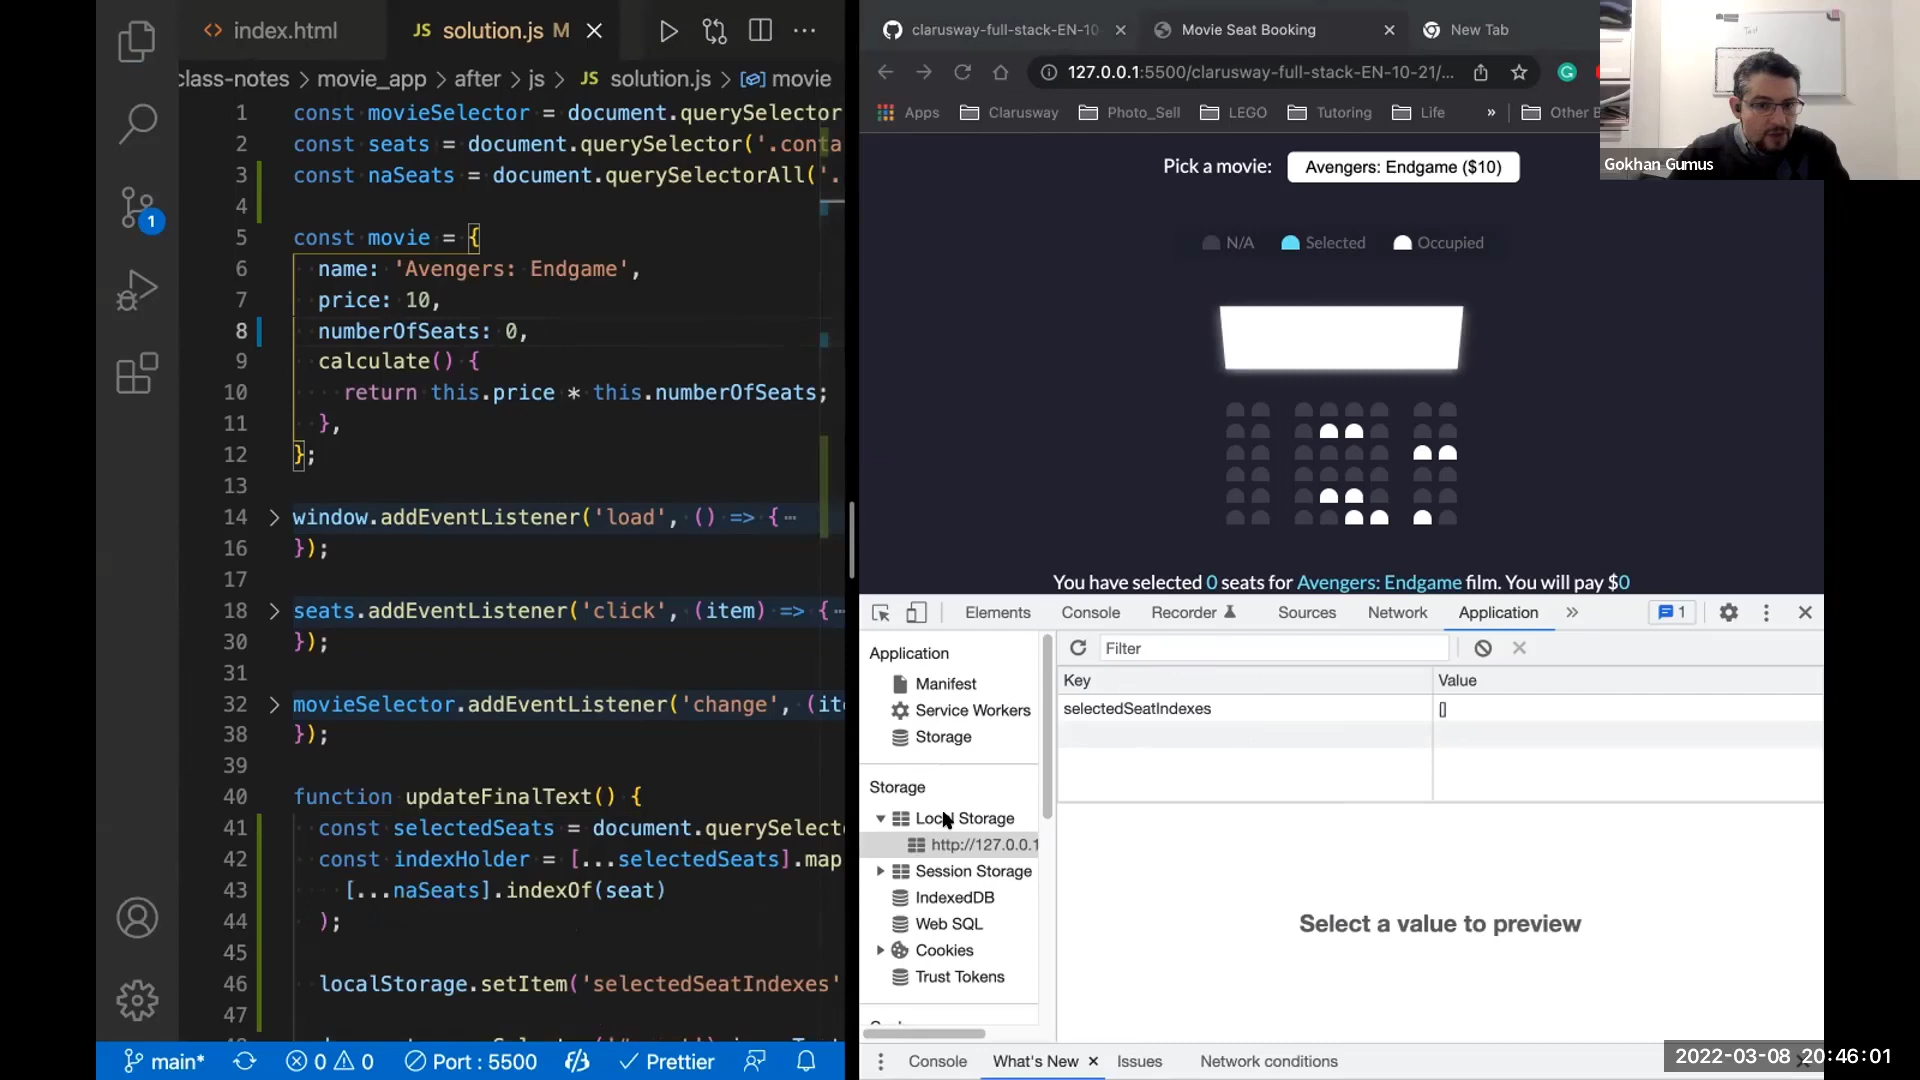 index.html
JS solution.js M
class-notes > movie_app > after > js > JS solution.js > movie
1 const movieSelector = document.querySelector
2 const seats = document.querySelector('.conta
3 const naSeats = document.querySelectorAll('.
4
5 const movie = {
6 name: 'Avengers: Endgame',
7 price: 10,
8 numberOfSeats: 0,
9 calculate() {
10 return this.price * this.numberOfSeats;
11 },
12 };
13
14 window.addEventListener('load', () => {
16 });
17
18 seats.addEventListener('click', (item) => {
30 });
31
32 movieSelector.addEventListener('change', (it
38 });
39
40 function updateFinalText() {
41 const selectedSeats = document.querySelect
42 const indexHolder = [...selectedSeats].map
43 [...naSeats].indexOf(seat)
44 );
45
46 localStorage.setItem('selectedSeatIndexes'
47
1
main* 0 0 Port : 5500 Prettier
clarusway-full-stack-EN-10
Movie Seat Booking
New Tab
127.0.0.1:5500/clarusway-full-stack-EN-10-21/...
Apps Clarusway Photo_Sell LEGO Tutoring Life » Other B
Gokhan Gumus
Pick a movie: Avengers: Endgame ($10)
N/A Selected Occupied
You have selected 0 seats for Avengers: Endgame film. You will pay $0
Elements Console Recorder Sources Network Application » 1
Application
Manifest
Service Workers
Storage
Storage
Local Storage
http://127.0.0.1
Session Storage
IndexedDB
Web SQL
Cookies
Trust Tokens
Filter
Key Value
selectedSeatIndexes []
Select a value to preview
Console What's New Issues Network conditions
2022-03-08 20:46:01